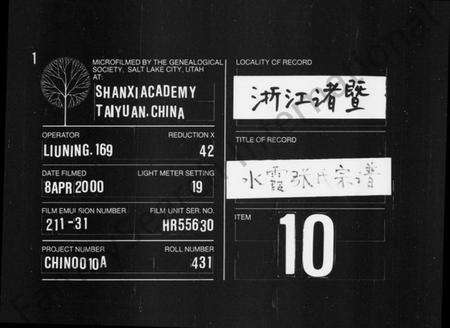 1
MICROFILMED BY THE GENEALOGICAL
SOCIETY, SALT LAKE CITY, UTAH
AT:
SHANXI ACADEMY
TAIYUAN, CHINA
OPERATOR REDUCTION X
LIUNING. 169 42
DATE FILMED LIGHT METER SETTING
8 APR 2000 19
FILM EMULSION NUMBER FILM UNIT SER. NO.
211-31 HR55630
PROJECT NUMBER ROLL NUMBER
CHINO010A 431
LOCALITY OF RECORD
浙江诸暨
TITLE OF RECORD
水霞张氏宗谱
ITEM
10